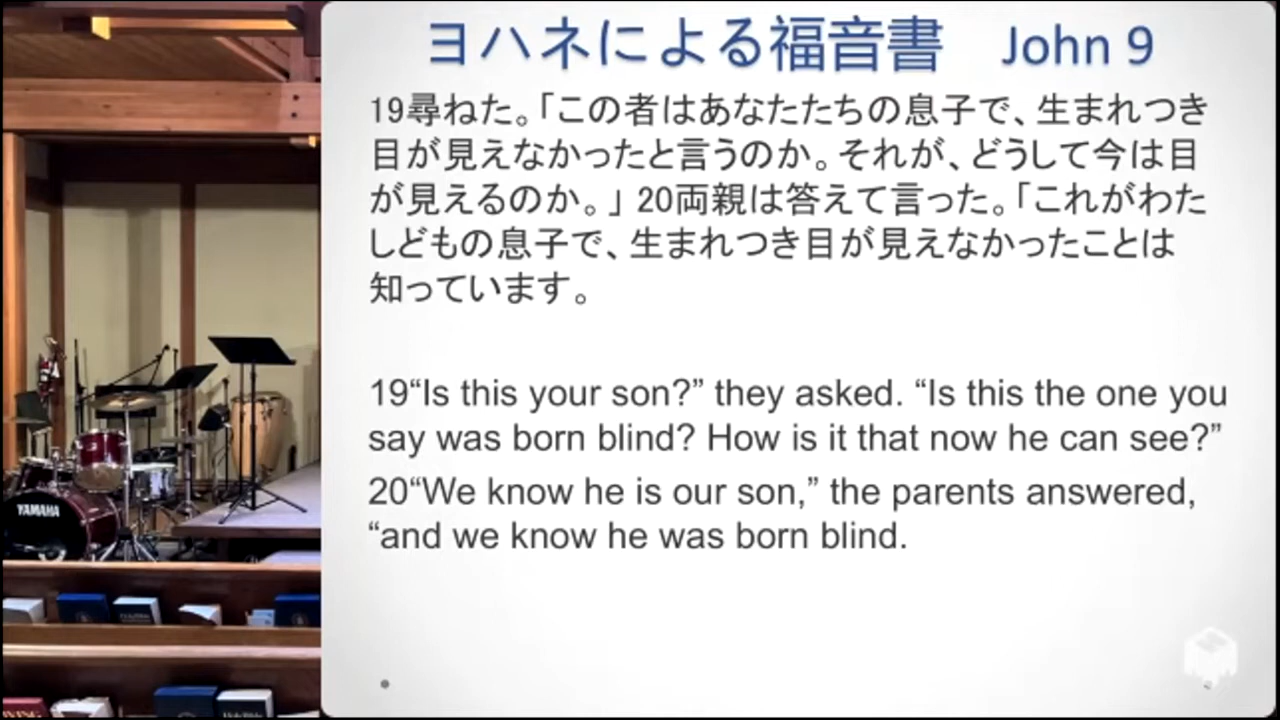 ヨハネによる福音書　John 9
19尋ねた。「この者はあなたたちの息子で、生まれつき
目が見えなかったと言うのか。それが、どうして今は目
が見えるのか。」 20両親は答えて言った。「これがわた
しどもの息子で、生まれつき目が見えなかったことは
知っています。
19“Is this your son?” they asked. “Is this the one you
say was born blind? How is it that now he can see?”
20“We know he is our son,” the parents answered,
“and we know he was born blind.
YAMAHA